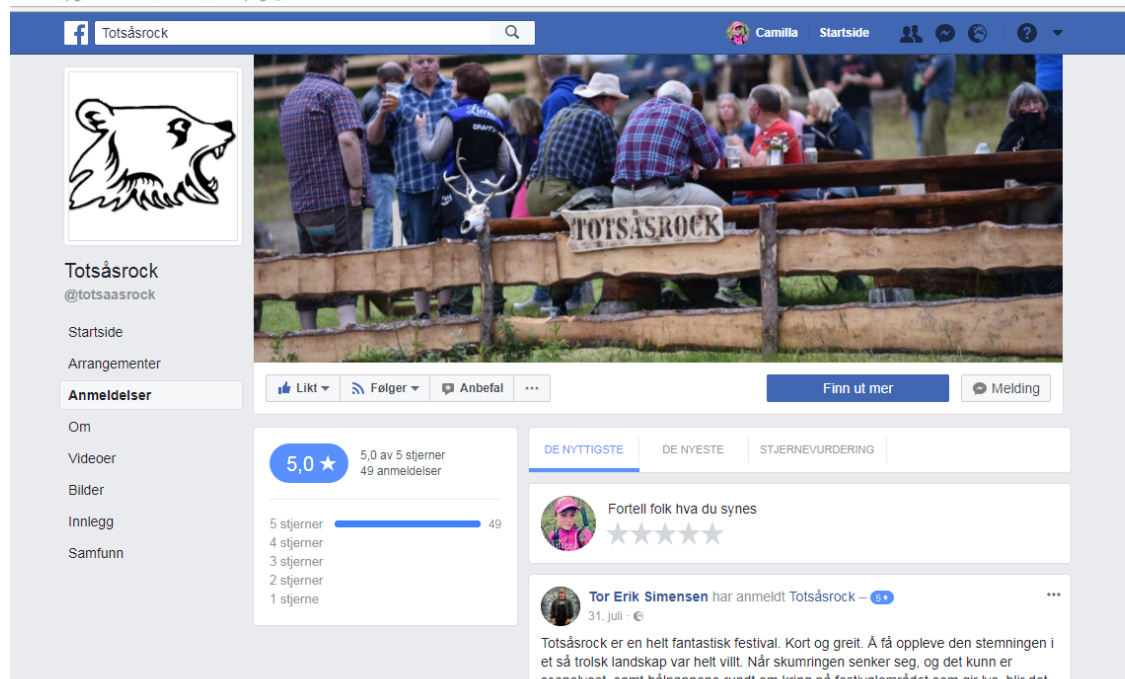 Totsåsrock
Camilla
Startside
?
TOTSÅSROCK
Totsåsrock
@totsaasrock
Startside
Arrangementer
Anmeldelser
Om
Videoer
Bilder
Innlegg
Samfunn
Likt
Følger
Anbefal
Finn ut mer
Melding
5,0 ★
5,0 av 5 stjerner
49 anmeldelser
5 stjerner 49
4 stjerner
3 stjerner
2 stjerner
1 stjerne
DE NYTTIGSTE
DE NYESTE
STJERNEVURDERING
Fortell folk hva du synes
Tor Erik Simensen har anmeldt Totsåsrock – 5★
31. juli ·
Totsåsrock er en helt fantastisk festival. Kort og greit. Å få oppleve den stemningen i
et så trolsk landskap var helt villt. Når skumringen senker seg, og det kunn er